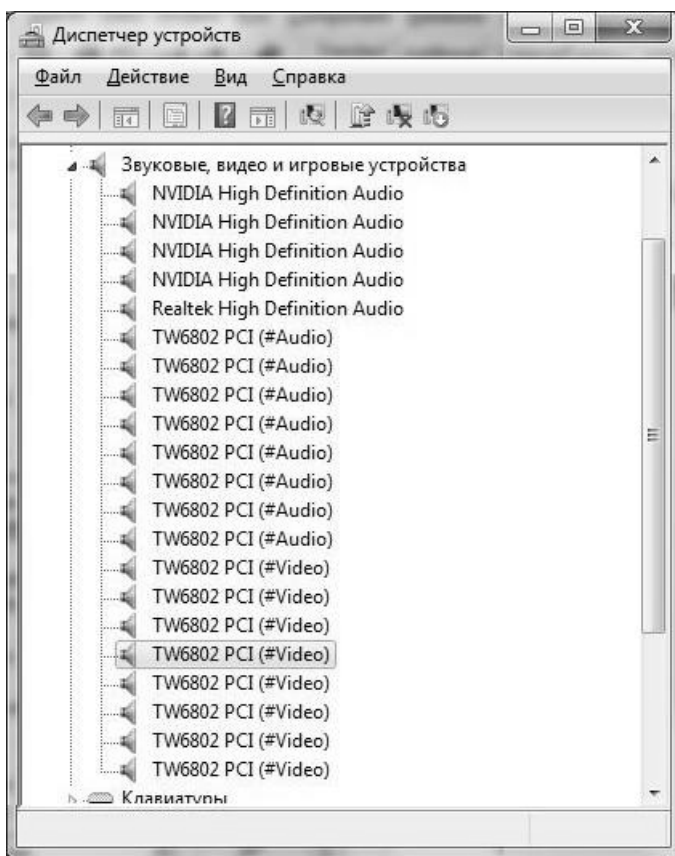 Диспетчер устройств
Файл Действие Вид Справка
Звуковые, видео и игровые устройства
NVIDIA High Definition Audio
NVIDIA High Definition Audio
NVIDIA High Definition Audio
NVIDIA High Definition Audio
Realtek High Definition Audio
TW6802 PCI (#Audio)
TW6802 PCI (#Audio)
TW6802 PCI (#Audio)
TW6802 PCI (#Audio)
TW6802 PCI (#Audio)
TW6802 PCI (#Audio)
TW6802 PCI (#Audio)
TW6802 PCI (#Audio)
TW6802 PCI (#Video)
TW6802 PCI (#Video)
TW6802 PCI (#Video)
TW6802 PCI (#Video)
TW6802 PCI (#Video)
TW6802 PCI (#Video)
TW6802 PCI (#Video)
TW6802 PCI (#Video)
Клавиатуры